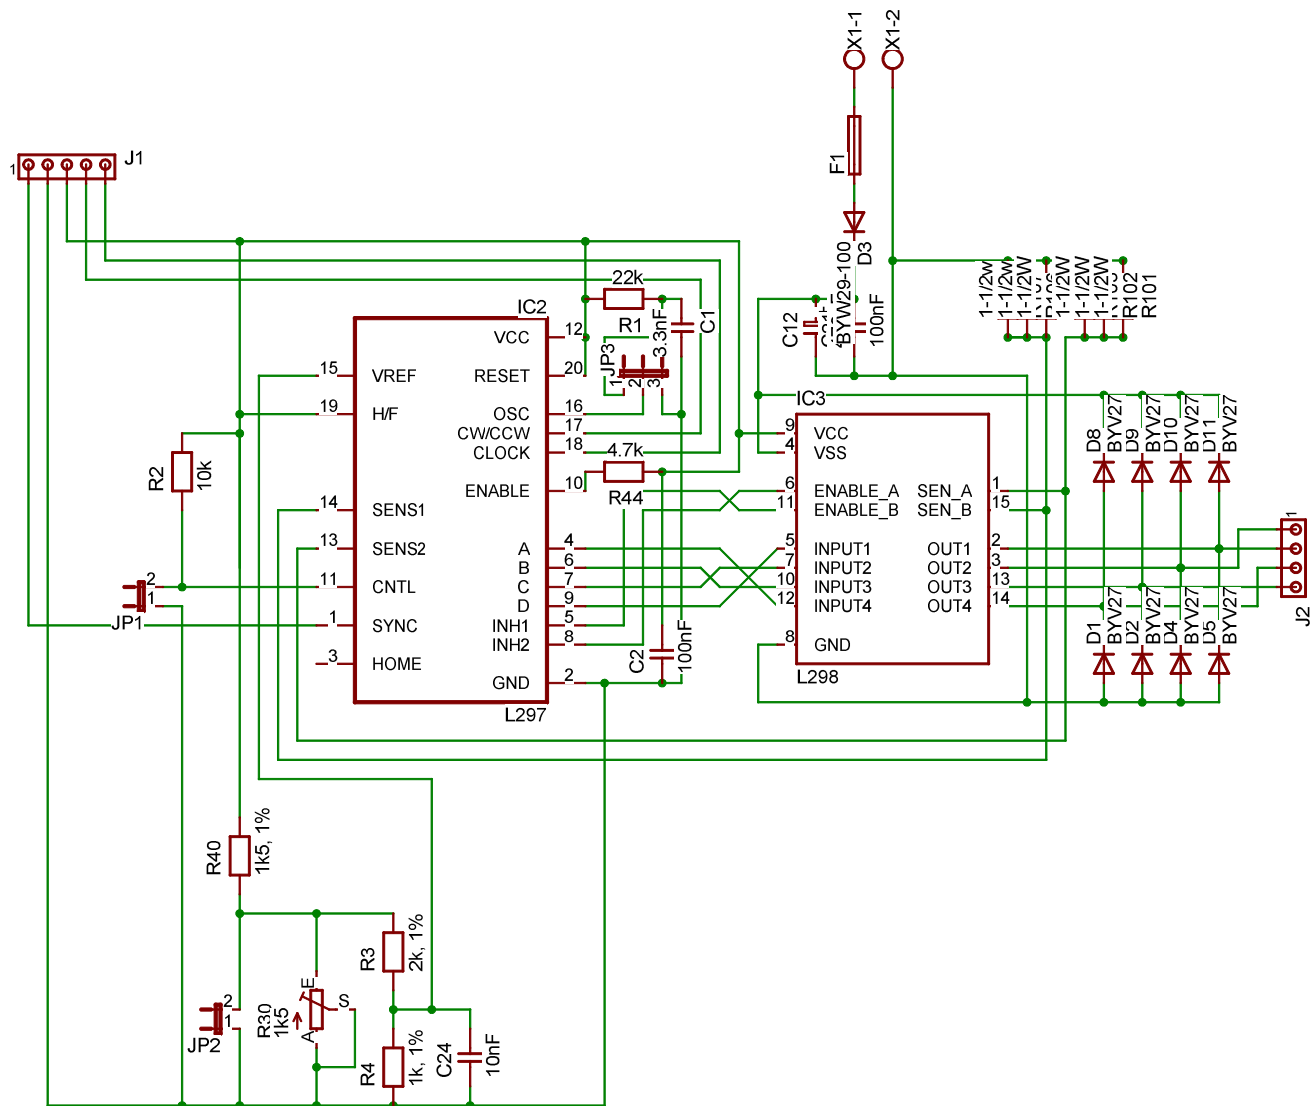 X1-1
X1-2
F1
D3
BYW29-100
J1
1
22k
R1
3.3nF
C1
JP3
1
2
3
C12
100nF
1-1/2W
1-1/2W
1-1/2W
1-1/2W
1-1/2W
1-1/2W
R102
R101
IC2
VCC
12
15
VREF
RESET
20
19
H/F
OSC
16
CW/CCW
17
CLOCK
18
ENABLE
10
14
SENS1
13
SENS2
A
4
B
6
11
CNTL
C
7
D
9
1
SYNC
INH1
5
INH2
8
3
HOME
GND
2
L297
R2
10k
2
1
JP1
4.7k
R44
C2
100nF
IC3
9
VCC
4
VSS
6
ENABLE_A
SEN_A
1
11
ENABLE_B
SEN_B
15
5
INPUT1
OUT1
2
7
INPUT2
OUT2
3
10
INPUT3
OUT3
13
12
INPUT4
OUT4
14
8
GND
L298
D8
BYV27
D9
BYV27
D10
BYV27
D11
BYV27
D1
BYV27
D2
BYV27
D4
BYV27
D5
BYV27
1
J2
R40
1k5, 1%
R3
2k, 1%
2
1
JP2
R30
1k5
E
S
A
R4
1k, 1%
C24
10nF